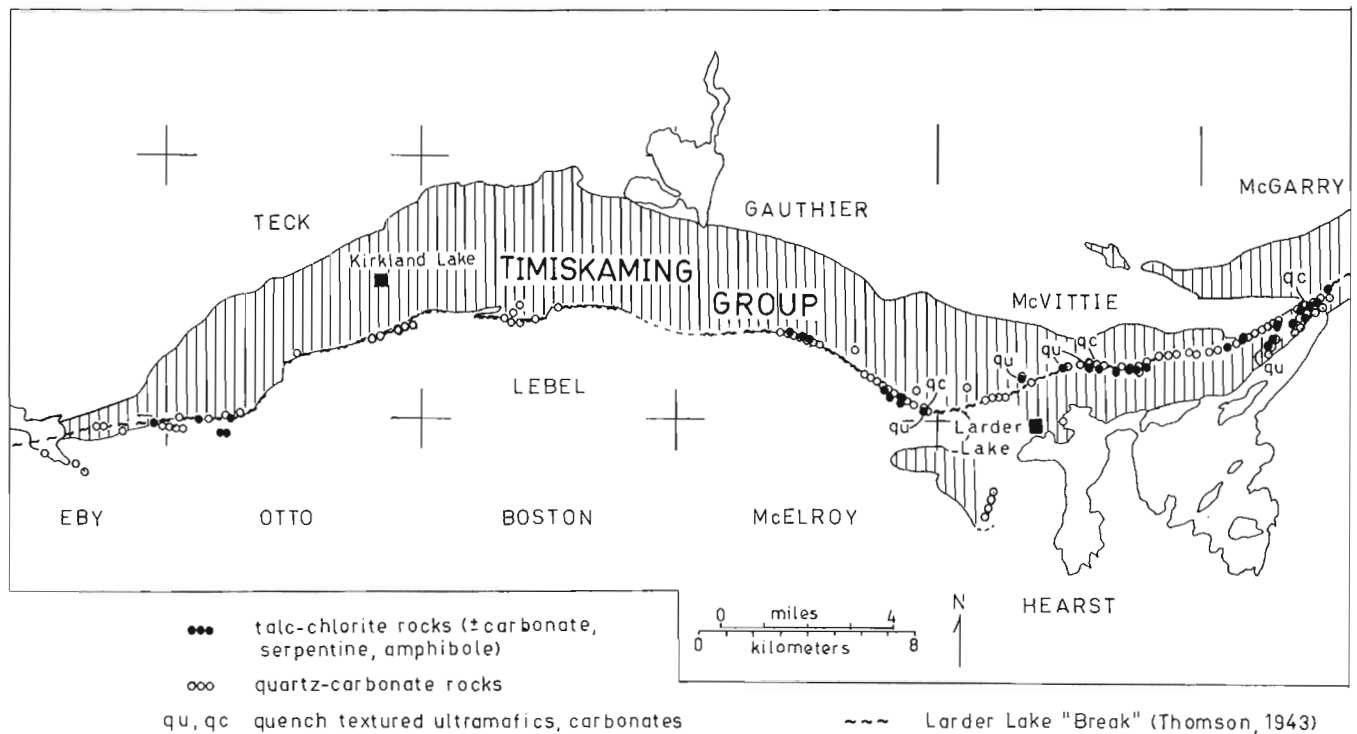 McGARRY
TECK
GAUTHIER
Kirkland Lake
TIMISKAMING
GROUP
McVITTIE
qc
qu
qc
qu
qu
qc
qu
LEBEL
Larder
Lake
EBY
OTTO
BOSTON
McELROY
HEARST
0 miles 4
0 kilometers 8
N
talc-chlorite rocks (± carbonate,
serpentine, amphibole)
quartz-carbonate rocks
qu, qc quench textured ultramafics, carbonates
Larder Lake "Break" (Thomson, 1943)